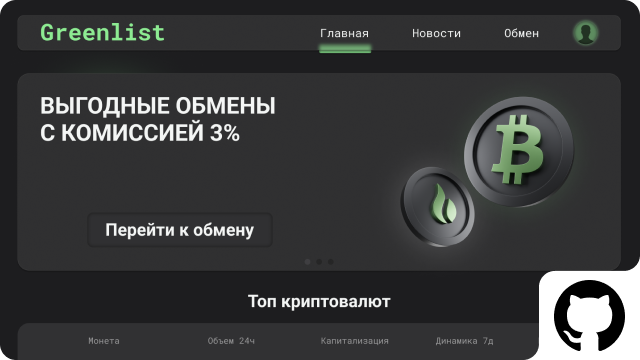 Greenlist
Главная Новости Обмен
ВЫГОДНЫЕ ОБМЕНЫ
С КОМИССИЕЙ 3%
Перейти к обмену
Топ криптовалют
Монета Объем 24ч Капитализация Динамика 7д